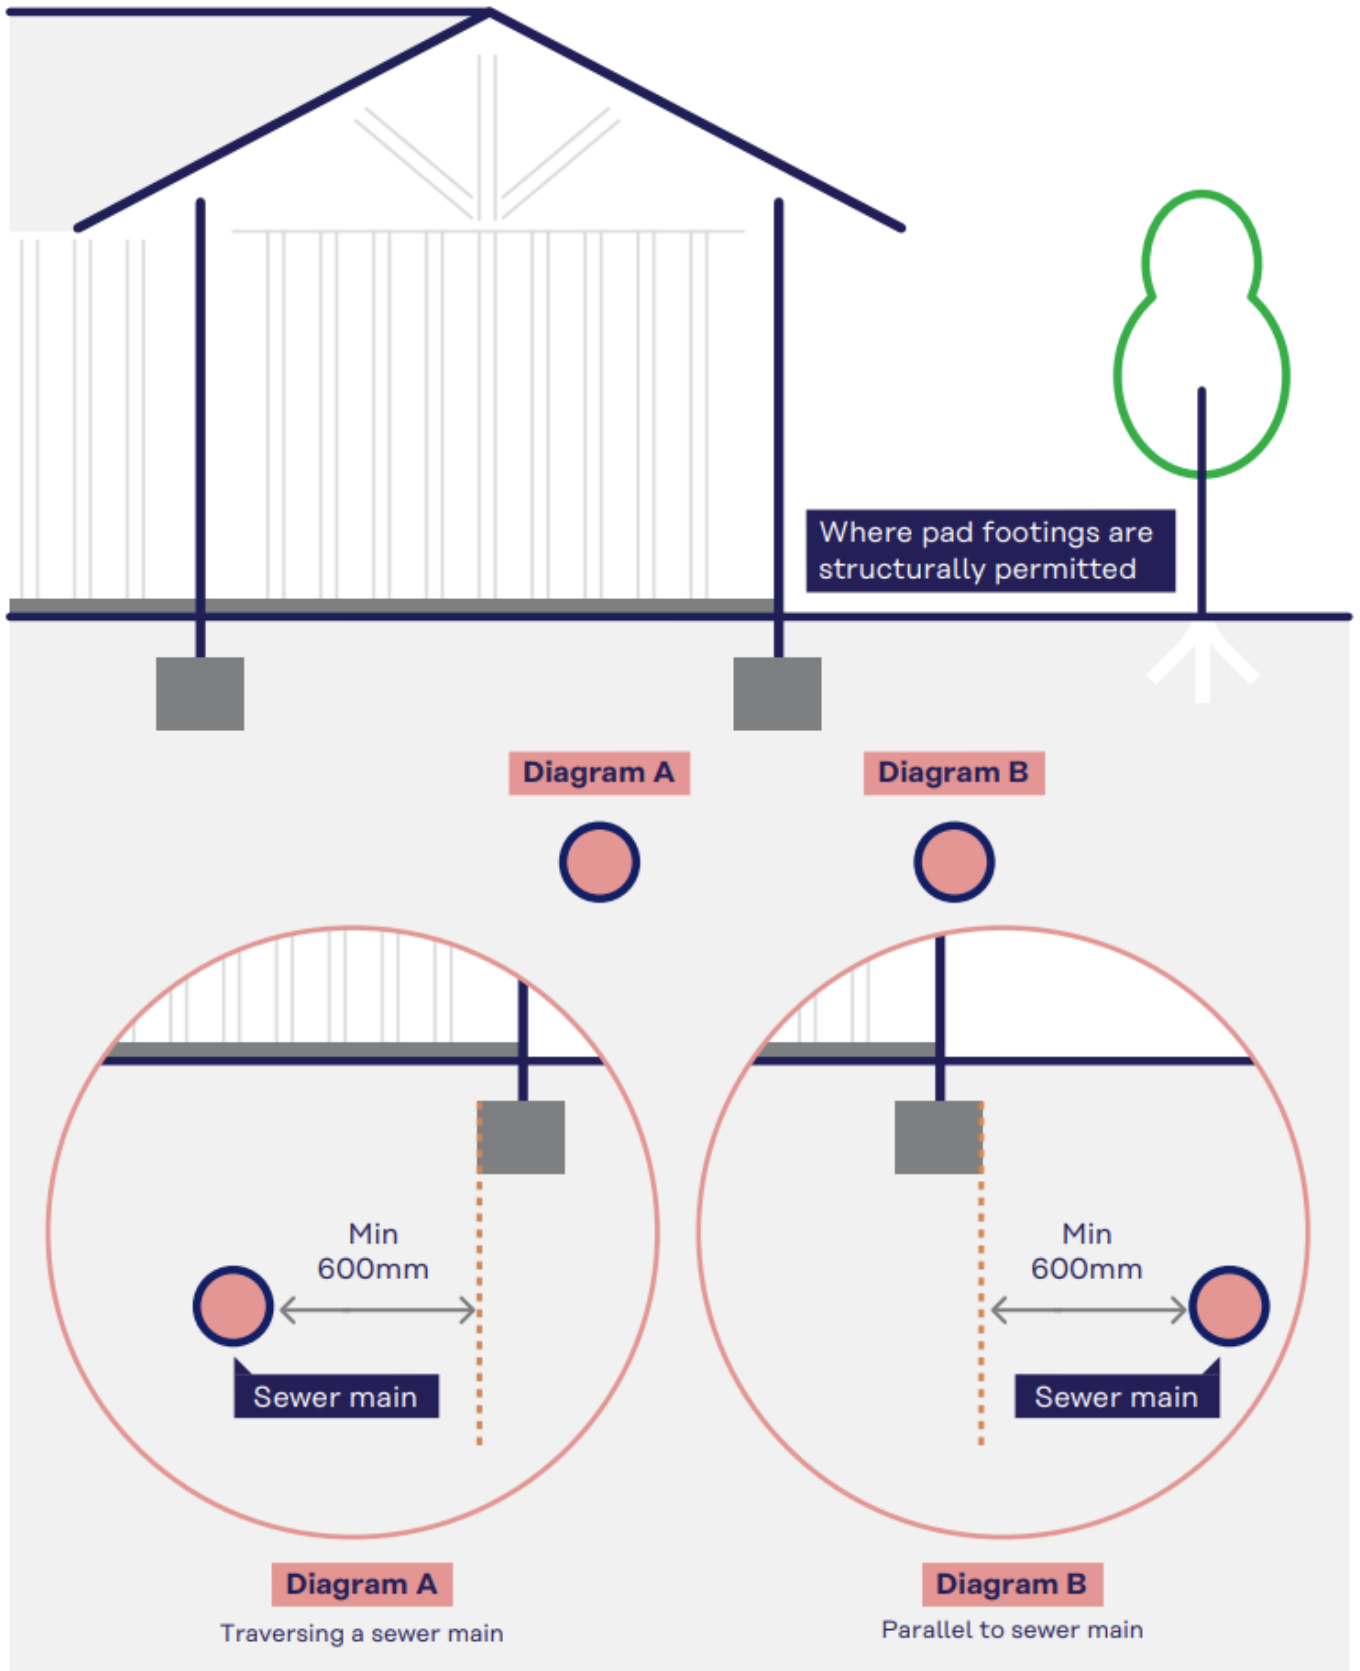 Where pad footings are
structurally permitted
Diagram A
Diagram B
Min
600mm
Sewer main
Min
600mm
Sewer main
Diagram A
Traversing a sewer main
Diagram B
Parallel to sewer main